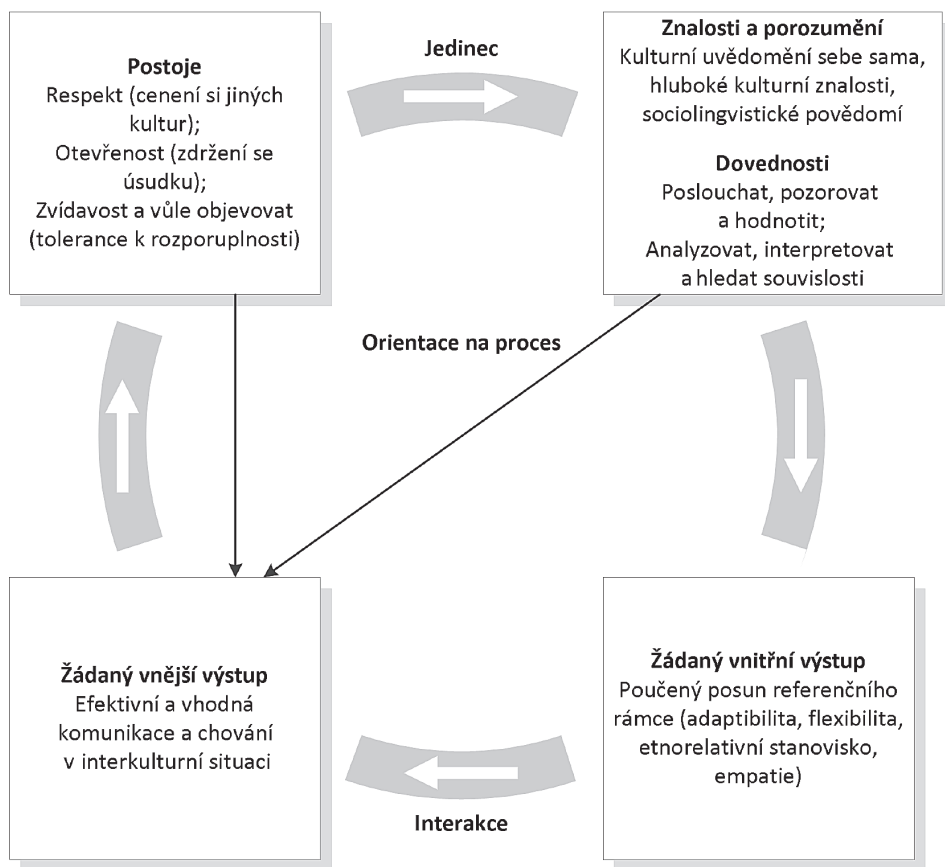 Postoje
Respekt (cenení si jiných
kultur);
Otevřenost (zdržení se
úsudku);
Zvídavost a vůle objevovat
(tolerance k rozporuplnosti)
Jedinec
Znalosti a porozumění
Kulturní uvědomění sebe sama,
hluboké kulturní znalosti,
sociolingvistické povědomí
Dovednosti
Poslouchat, pozorovat
a hodnotit;
Analyzovat, interpretovat
a hledat souvislosti
Orientace na proces
Žádaný vnější výstup
Efektivní a vhodná
komunikace a chování
v interkulturní situaci
Žádaný vnitřní výstup
Poučený posun referenčního
rámce (adaptibilita, flexibilita,
etnorelativní stanovisko,
empatie)
Interakce